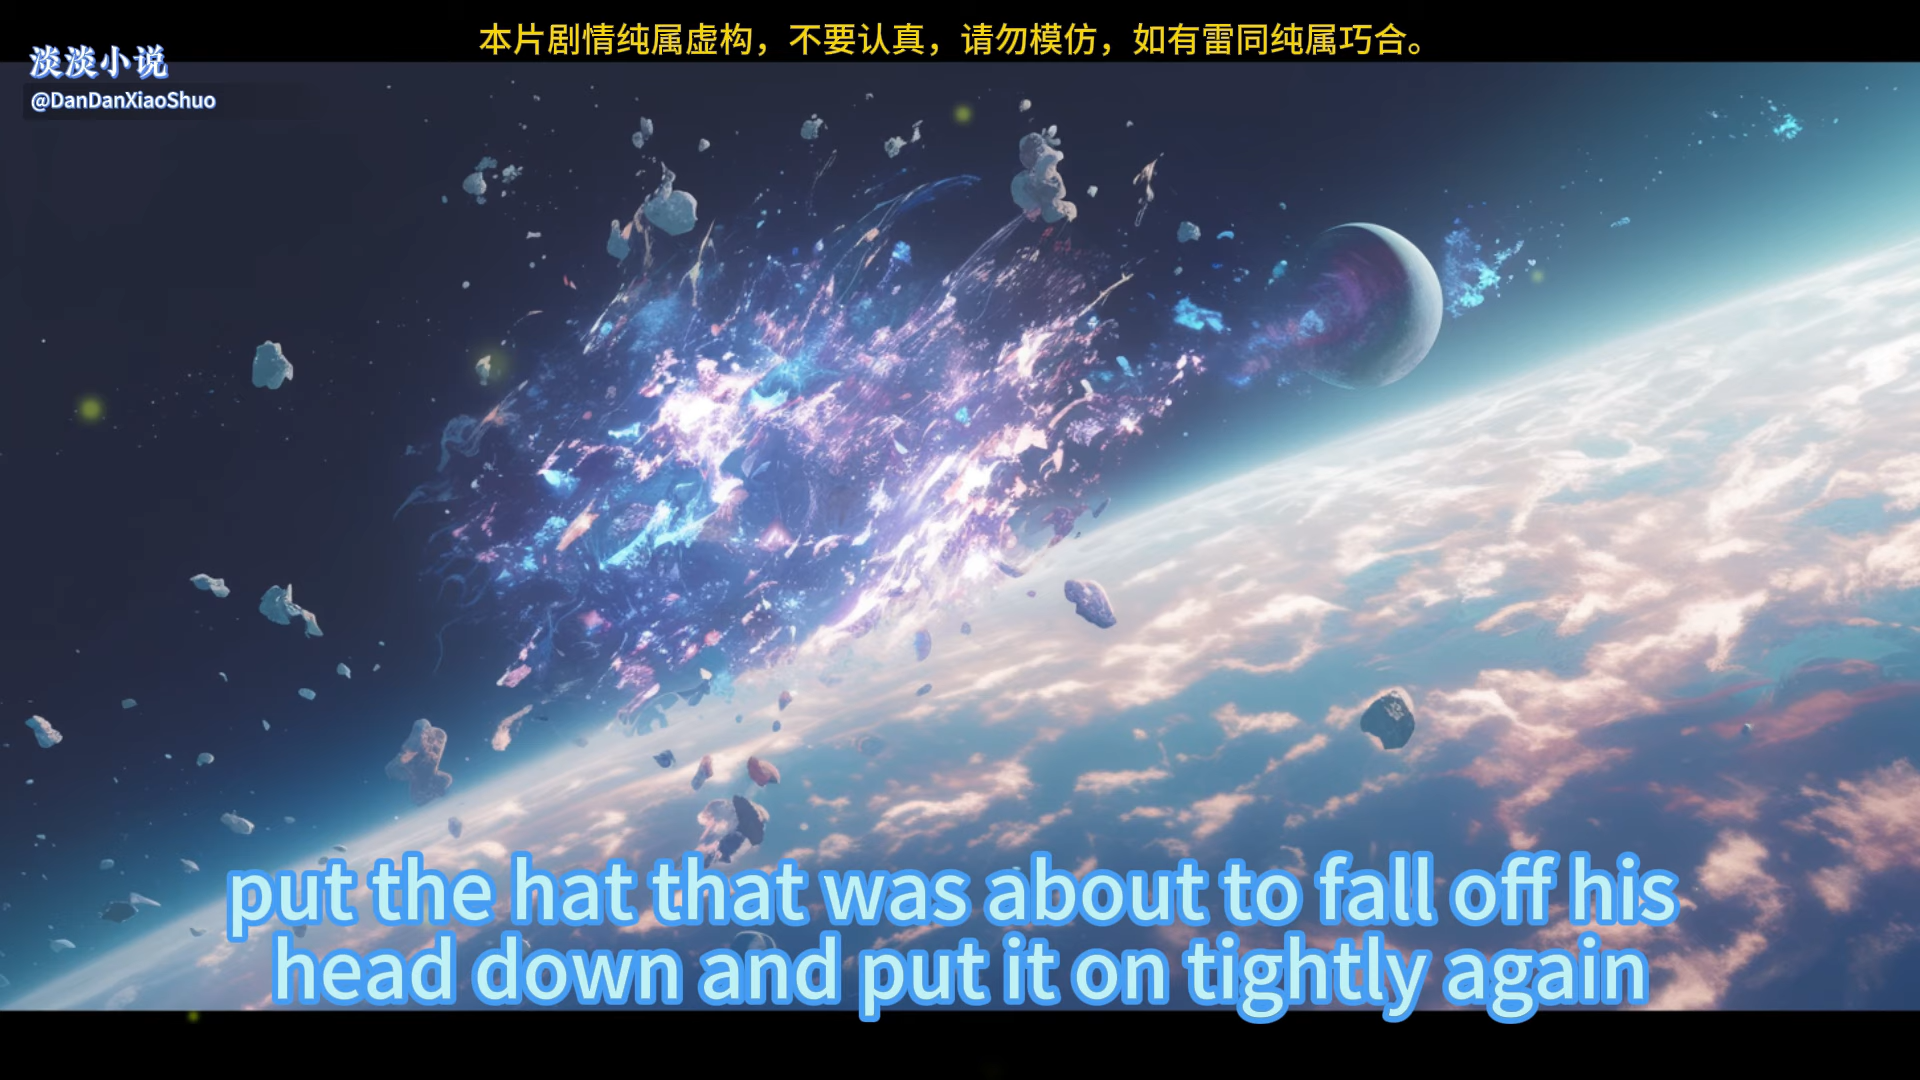 本片剧情纯属虚构，不要认真，请勿模仿，如有雷同纯属巧合。
淡淡小说
@DanDanXiaoShuo
put the hat that was about to fall off his
head down and put it on tightly again